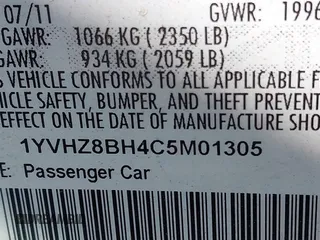 07/11 GVWR: 1996
GAWR: 1066 KG ( 2350 LB)
GAWR: 934 KG ( 2059 LB)
VEHICLE CONFORMS TO ALL APPLICABLE F
VEHICLE SAFETY, BUMPER, AND THEFT PREVENT
EFFECT ON THE DATE OF MANUFACTURE SHO
1YVHZ8BH4C5M01305
E: Passenger Car